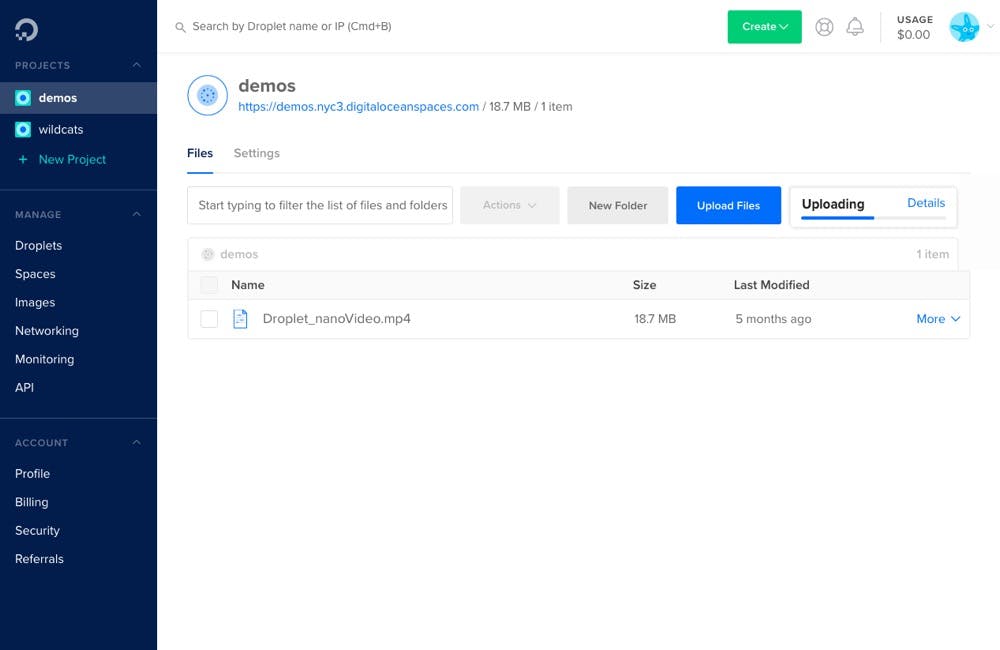 Search by Droplet name or IP (Cmd+B)
Create
USAGE
$0.00
PROJECTS
demos
wildcats
+ New Project
MANAGE
Droplets
Spaces
Images
Networking
Monitoring
API
ACCOUNT
Profile
Billing
Security
Referrals
demos
https://demos.nyc3.digitaloceanspaces.com / 18.7 MB / 1 item
Files Settings
Start typing to filter the list of files and folders Actions New Folder Upload Files Uploading Details
demos 1 item
Name Size Last Modified
Droplet_nanoVideo.mp4 18.7 MB 5 months ago More